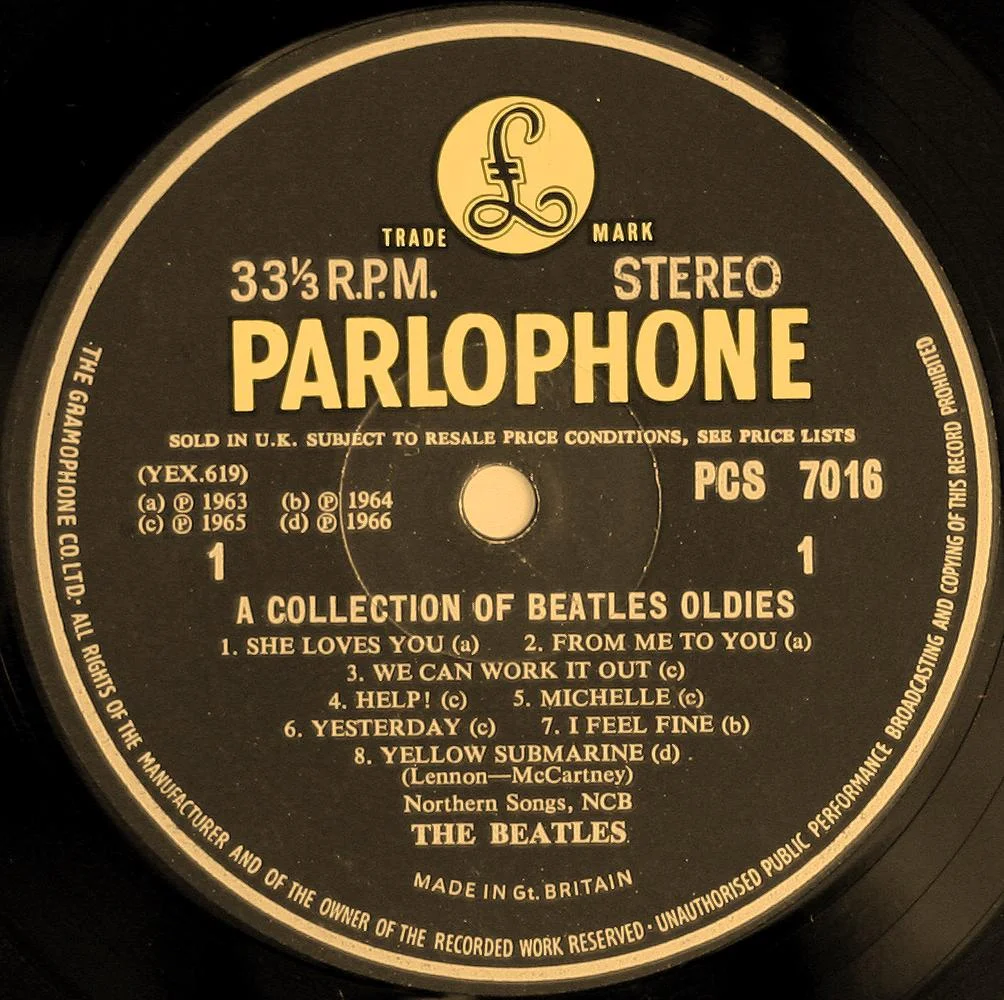 £
TRADE MARK
33⅓ R.P.M. STEREO
PARLOPHONE
SOLD IN U.K. SUBJECT TO RESALE PRICE CONDITIONS, SEE PRICE LISTS
(YEX.619) PCS 7016
(a) ℗ 1963 (b) ℗ 1964
(c) ℗ 1965 (d) ℗ 1966
1 1
A COLLECTION OF BEATLES OLDIES
1. SHE LOVES YOU (a) 2. FROM ME TO YOU (a)
3. WE CAN WORK IT OUT (c)
4. HELP! (c) 5. MICHELLE (c)
6. YESTERDAY (c) 7. I FEEL FINE (b)
8. YELLOW SUBMARINE (d) .
(Lennon—McCartney)
Northern Songs, NCB
THE BEATLES
MADE IN Gt. BRITAIN
THE GRAMOPHONE CO. LTD. · ALL RIGHTS OF THE MANUFACTURER AND OF THE OWNER OF THE RECORDED WORK RESERVED · UNAUTHORISED PUBLIC PERFORMANCE BROADCASTING AND COPYING OF THIS RECORD PROHIBITED